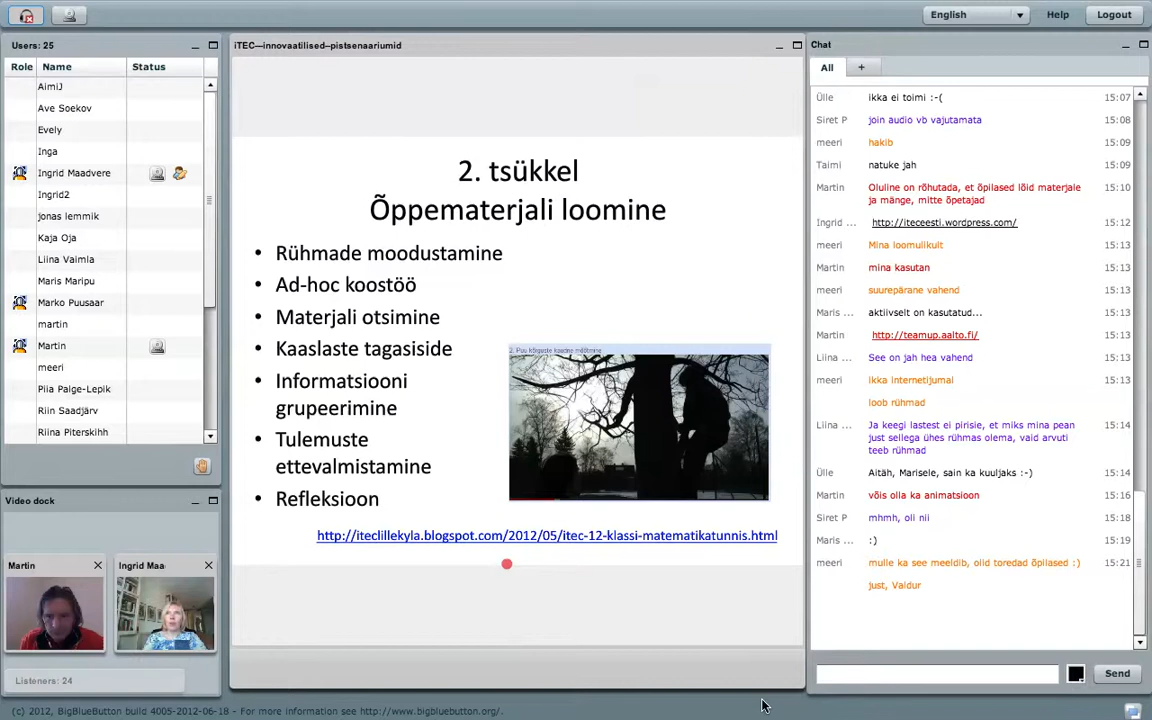 English
Help
Logout
Users: 25
Role Name Status
AimiJ
Ave Soekov
Evely
Inga
Ingrid Maadvere
Ingrid2
jonas lemmik
Kaja Oja
Liina Vaimla
Maris Maripu
Marko Puusaar
martin
Martin
meeri
Piia Palge-Lepik
Riin Saadjärv
Riina Piterskihh
Video dock
Martin
Ingrid Maa
Listeners: 24
iTEC—innovaatilised–pistsenaariumid
2. tsükkel
Õppematerjali loomine
• Rühmade moodustamine
• Ad-hoc koostöö
• Materjali otsimine
• Kaaslaste tagasiside
• Informatsiooni
grupeerimine
• Tulemuste
ettevalmistamine
• Refleksioon
2. Puu kõrguste kaudne mõõtmine
http://iteclillekyla.blogspot.com/2012/05/itec-12-klassi-matemaatikatunnis.html
Chat
All +
Ülle ikka ei toimi :-( 15:07
Siret P join audio vb vajutamata 15:08
meeri hakib 15:09
Taimi natuke jah 15:09
Martin Oluline on rõhutada, et õpilased lõid materjale 15:10
ja mänge, mitte õpetajad
Ingrid ... http://iteceesti.wordpress.com/ 15:12
meeri Mina loomulikult 15:13
Martin mina kasutan 15:13
meeri suurepärane vahend 15:13
Maris ... aktiivselt on kasutatud... 15:13
Martin http://teamup.aalto.fi/ 15:13
Liina ... See on jah hea vahend 15:13
meeri ikka internetijumal 15:13
loob rühmad
Liina ... Ja keegi lastest ei pirisie, et miks mina pean 15:14
just sellega ühes rühmas olema, vaid arvuti
teeb rühmad
Ülle Aitäh, Marisele, sain ka kuuljaks :-) 15:14
Martin võis olla ka animatsioon 15:16
Siret P mhmh, oli nii 15:18
Maris ... :) 15:19
meeri mulle ka see meeldib, olid toredad õpilased :) 15:21
just, Valdur
Send
(c) 2012, BigBlueButton build 4005-2012-06-18 - For more information see http://www.bigbluebutton.org/.